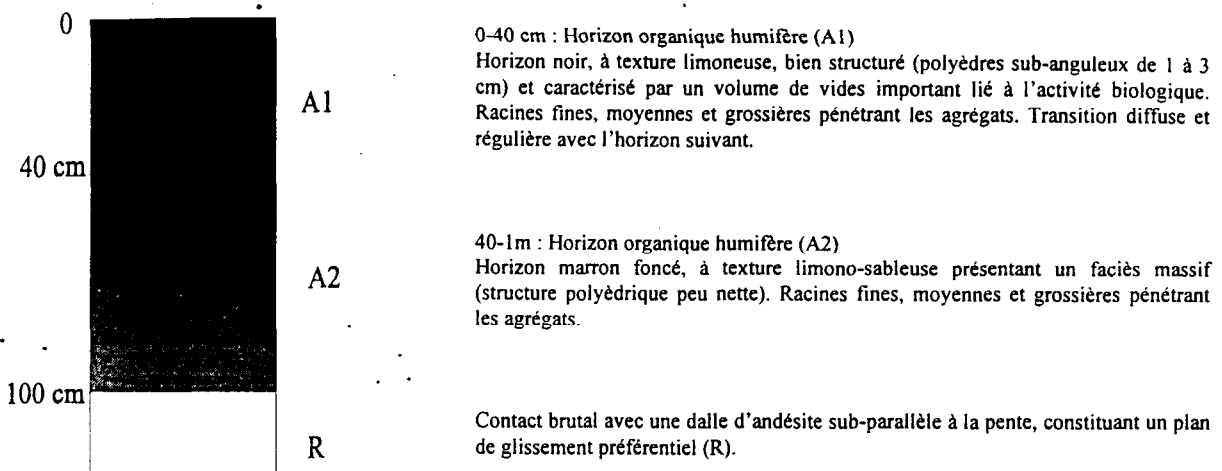 0
0-40 cm : Horizon organique humifère (A1)
Horizon noir, à texture limoneuse, bien structuré (polyèdres sub-anguleux de 1 à 3
cm) et caractérisé par un volume de vides important lié à l'activité biologique.
Racines fines, moyennes et grossières pénétrant les agrégats. Transition diffuse et
régulière avec l'horizon suivant.
A1
40 cm
40-1m : Horizon organique humifère (A2)
Horizon marron foncé, à texture limono-sableuse présentant un faciès massif
(structure polyèdrique peu nette). Racines fines, moyennes et grossières pénétrant
les agrégats.
A2
100 cm
Contact brutal avec une dalle d'andésite sub-parallèle à la pente, constituant un plan
de glissement préférentiel (R).
R